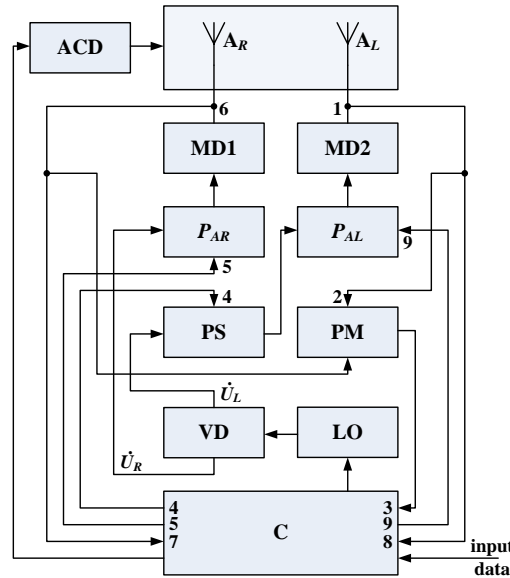 ACD
A_R
A_L
6
1
MD1
MD2
P_AR
P_AL
9
5
4
2
PS
PM
U̇_L
VD
LO
U̇_R
4
3
5
C
9
7
8
input
data